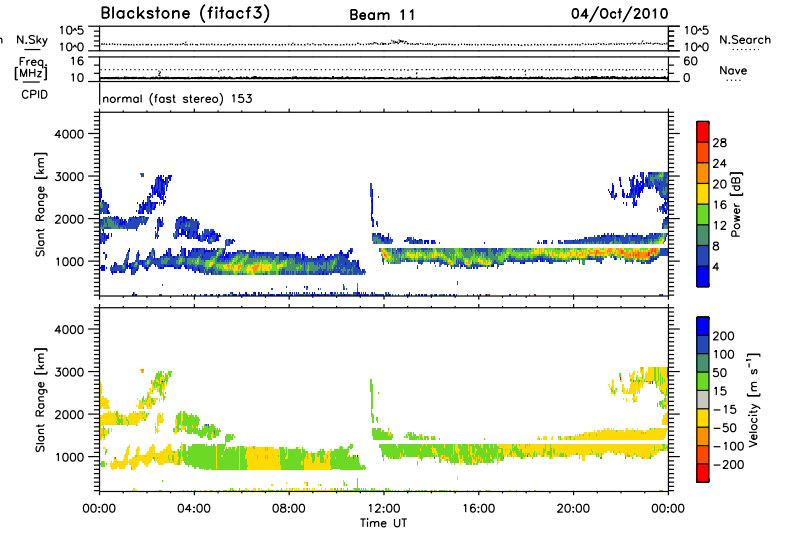 Blackstone (fitacf3) Beam 11 04/Oct/2010
n N.Sky 10^5 10^0 10^5 10^0 N.Search
Freq. [MHz] 16 10 60 0 Nave
CPID normal (fast stereo) 153
Slant Range [km]
4000
3000
2000
1000
28
24
20
16
12
8
4
Power [dB]
Slant Range [km]
4000
3000
2000
1000
200
100
50
15
-15
-50
-100
-200
Velocity [m s⁻¹]
00:00 04:00 08:00 12:00 16:00 20:00 00:00
Time UT